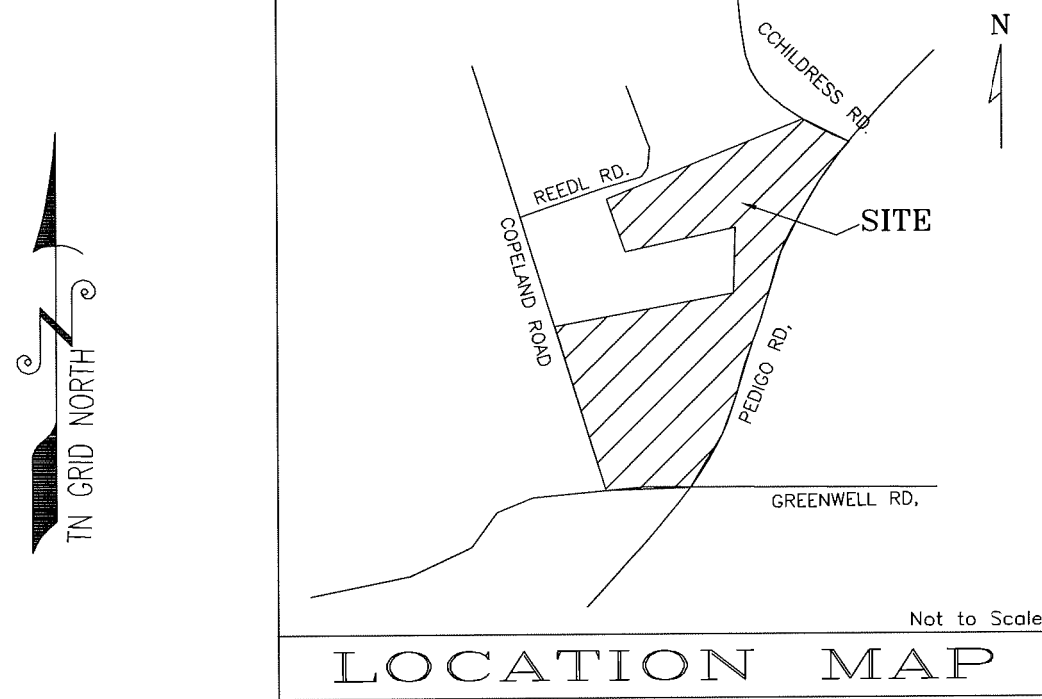 N
CCHILDRESS RD.
REEDL RD.
SITE
COPELAND ROAD
PEDIGO RD,
TN GRID NORTH
GREENWELL RD,
Not to Scale
LOCATION MAP